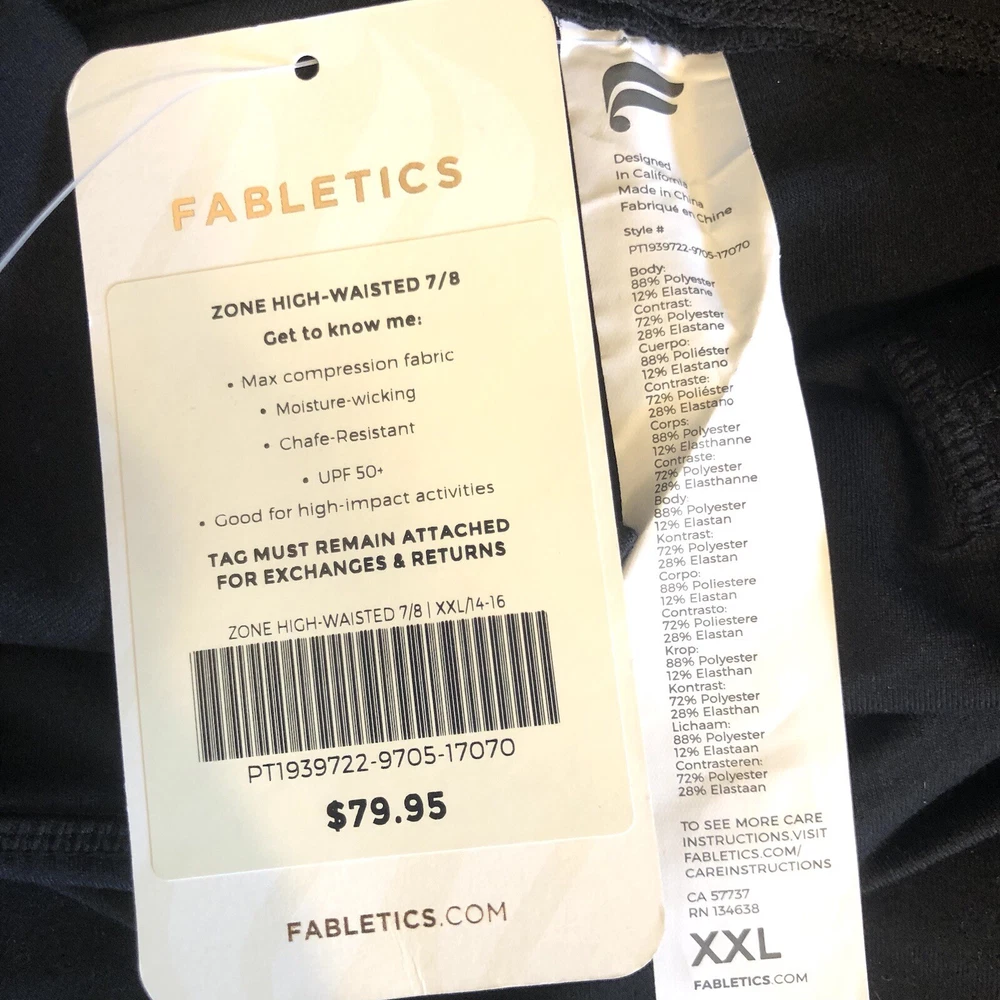 FABLETICS
ZONE HIGH-WAISTED 7/8
Get to know me:
• Max compression fabric
• Moisture-wicking
• Chafe-Resistant
• UPF 50+
• Good for high-impact activities
TAG MUST REMAIN ATTACHED
FOR EXCHANGES & RETURNS
ZONE HIGH-WAISTED 7/8 | XXL/14-16
PT1939722-9705-17070
$79.95
FABLETICS.COM
Designed
In California
Made in China
Fabriqué en Chine
Style #
PT1939722-9705-17070
Body:
88% Polyester
12% Elastane
Contrast:
72% Polyester
28% Elastane
Cuerpo:
88% Poliéster
12% Elastano
Contraste:
72% Poliéster
28% Elastano
Corps:
88% Polyester
12% Elasthanne
Contraste:
72% Polyester
28% Elasthanne
Body:
88% Polyester
12% Elastan
Kontrast:
72% Polyester
28% Elastan
Corpo:
88% Poliestere
12% Elastan
Contrasto:
72% Poliestere
28% Elastan
Krop:
88% Polyester
12% Elasthan
Kontrast:
72% Polyester
28% Elasthan
Lichaam:
88% Polyester
12% Elastaan
Contrasteren:
72% Polyester
28% Elastaan
TO SEE MORE CARE
INSTRUCTIONS,VISIT
FABLETICS.COM/
CAREINSTRUCTIONS
CA 57737
RN 134638
XXL
FABLETICS.COM